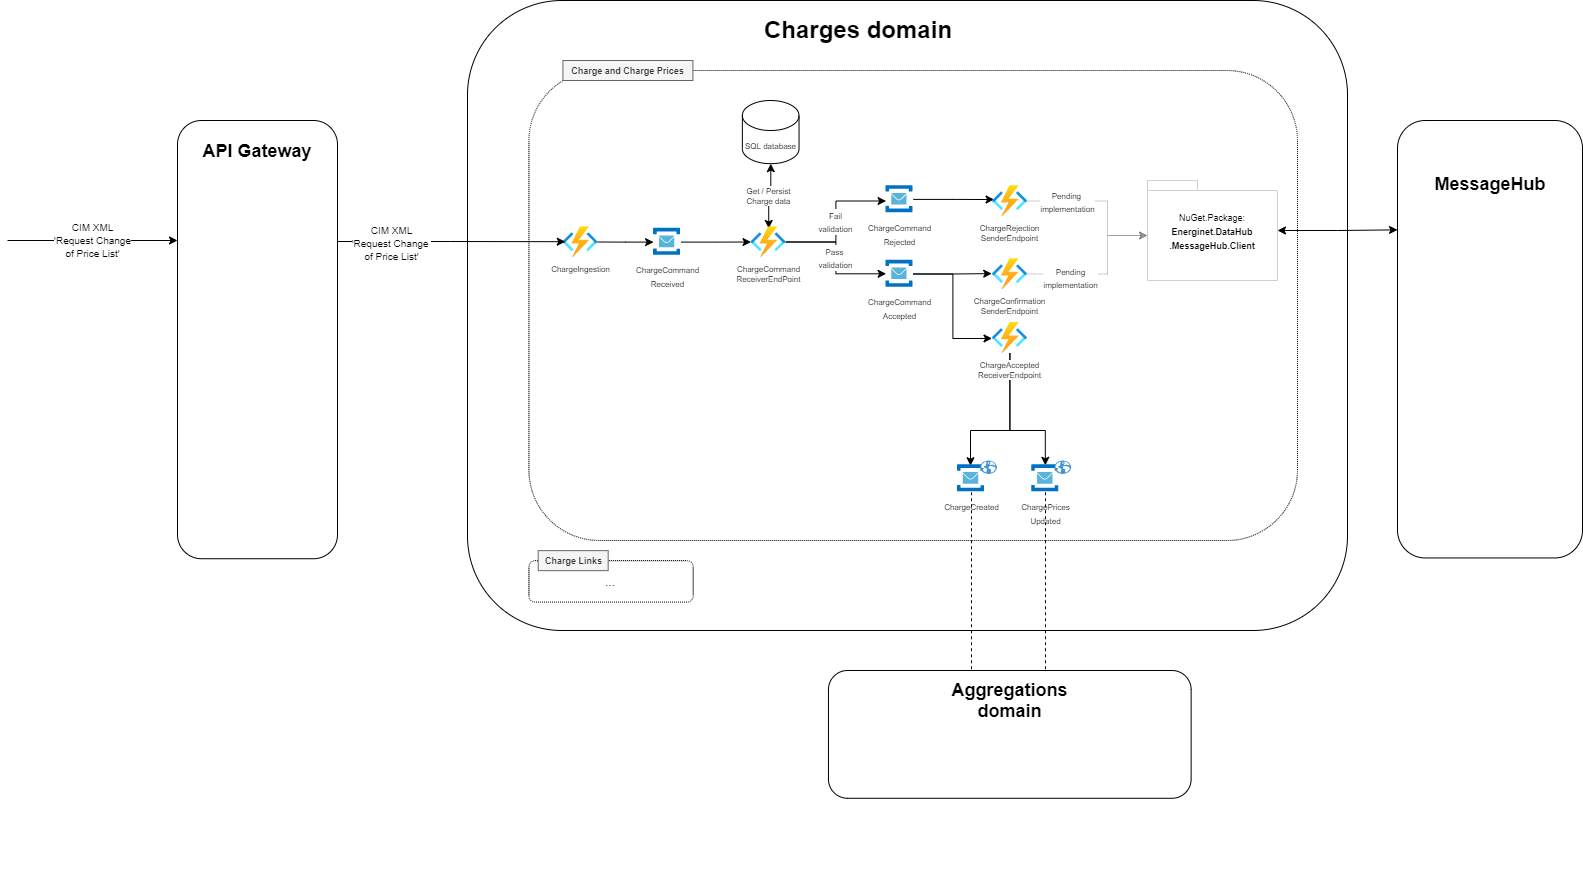 Charges domain
Charge and Charge Prices
API Gateway
MessageHub
SQL database
Get / Persist
Charge data
CIM XML
'Request Change
of Price List'
CIM XML
'Request Change
of Price List'
ChargeIngestion
ChargeCommand
Received
ChargeCommand
ReceiverEndPoint
Fail
validation
Pass
validation
ChargeCommand
Rejected
ChargeRejection
SenderEndpoint
Pending
implementation
NuGet.Package:
Energinet.DataHub
.MessageHub.Client
ChargeCommand
Accepted
ChargeConfirmation
SenderEndpoint
Pending
implementation
ChargeAccepted
ReceiverEndpoint
ChargeCreated
ChargePrices
Updated
Charge Links
...
Aggregations
domain